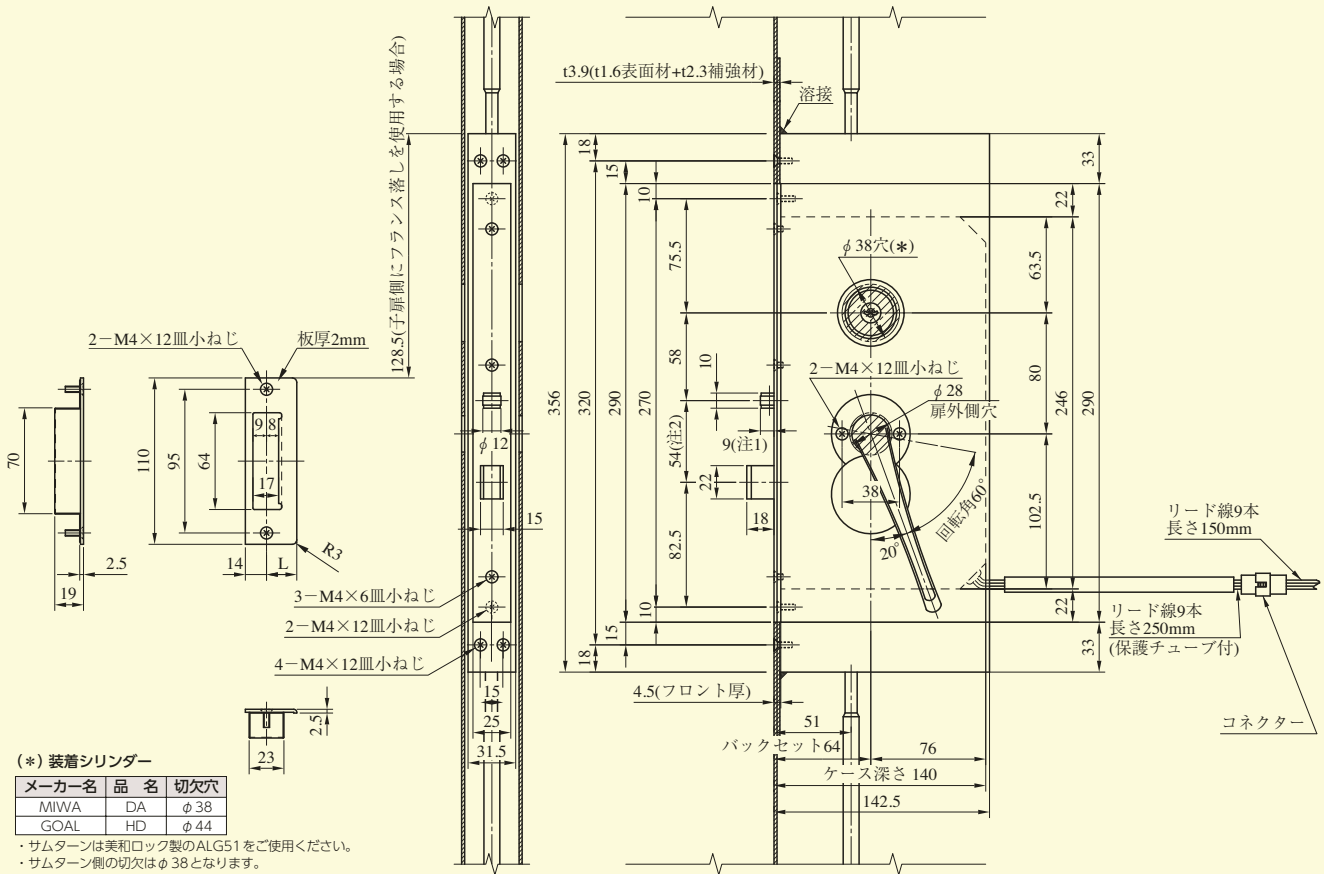 128.5(子扉側にフランス落しを使用する場合)
t3.9(t1.6表面材+t2.3補強材)
溶接
18
15
10
33
22
75.5
φ38穴(*)
63.5
2−M4×12皿小ねじ
板厚2mm
58
10
2−M4×12皿小ねじ
φ28
扉外側穴
80
356
320
290
270
246
290
9
8
φ12
54(注2)
9(注1)
70
110
95
64
17
22
38
回転角60°
102.5
15
18
82.5
20°
リード線9本
長さ150mm
R3
2.5
14
L
19
3−M4×6皿小ねじ
10
22
リード線9本
長さ250mm
(保護チューブ付)
2−M4×12皿小ねじ
15
4−M4×12皿小ねじ
18
33
15
4.5(フロント厚)
2.5
25
51
コネクター
23
31.5
バックセット64
76
ケース深さ 140
142.5
(*) 装着シリンダー
メーカー名 品 名 切欠穴
MIWA DA φ38
GOAL HD φ44
・サムターンは美和ロック製のALG51をご使用ください。
・サムターン側の切欠はφ38となります。